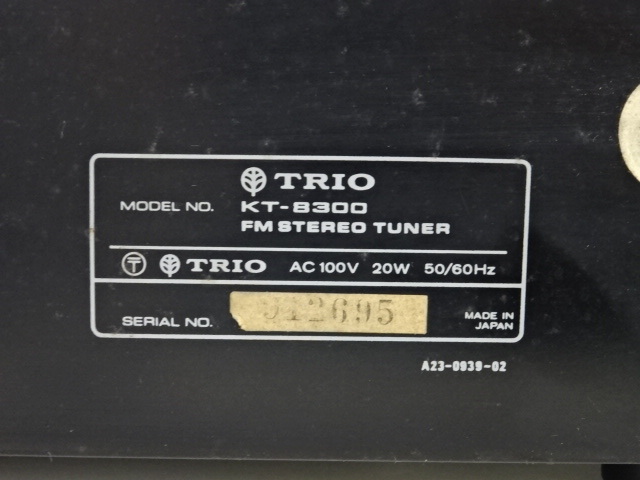 TRIO
MODEL NO. KT-8300
FM STEREO TUNER
TRIO AC 100V 20W 50/60Hz
SERIAL NO.
MADE IN
JAPAN
A23-0939-02